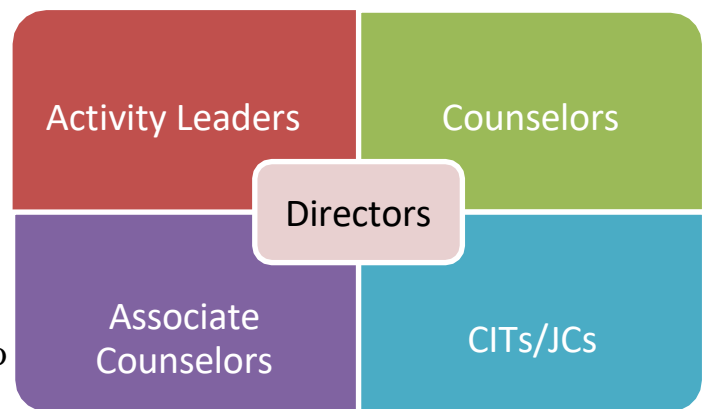 Activity Leaders
Counselors
Directors
Associate
Counselors
CITs/JCs